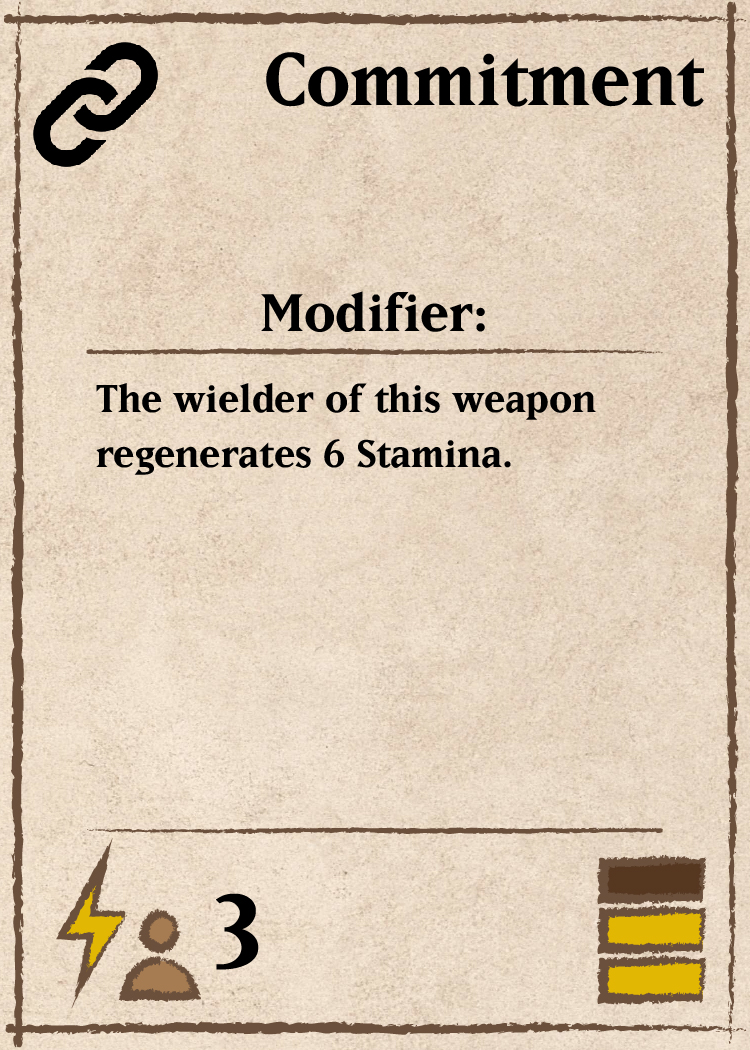 Commitment
Modifier:
The wielder of this weapon
regenerates 6 Stamina.
3